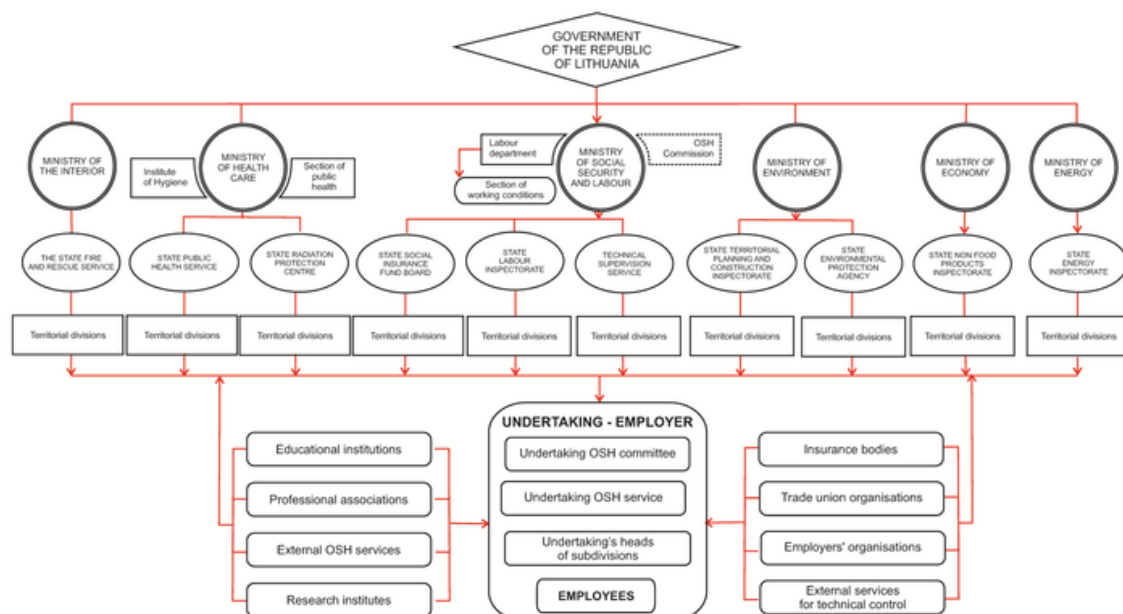 GOVERNMENT
OF THE REPUBLIC
OF LITHUANIA
MINISTRY OF
THE INTERIOR
Institute
of Hygiene
MINISTRY
OF HEALTH
CARE
Section of
public
health
Labour
department
Section of
working conditions
MINISTRY
OF SOCIAL
SECURITY
AND LABOUR
OSH
Commission
MINISTRY OF
ENVIRONMENT
MINISTRY OF
ECONOMY
MINISTRY OF
ENERGY
THE STATE FIRE
AND RESCUE SERVICE
STATE PUBLIC
HEALTH SERVICE
STATE RADIATION
PROTECTION
CENTRE
STATE SOCIAL
INSURANCE
FUND BOARD
STATE
LABOUR
INSPECTORATE
TECHNICAL
SUPERVISION
SERVICE
STATE TERRITORIAL
PLANNING AND
CONSTRUCTION
INSPECTORATE
STATE
ENVIRONMENTAL
PROTECTION
AGENCY
STATE NON FOOD
PRODUCTS
INSPECTORATE
STATE
ENERGY
INSPECTORATE
Territorial divisions
Territorial divisions
Territorial divisions
Territorial divisions
Territorial divisions
Territorial divisions
Territorial divisions
Territorial divisions
Territorial divisions
Territorial divisions
Educational institutions
Professional associations
External OSH services
Research institutes
UNDERTAKING - EMPLOYER
Undertaking OSH committee
Undertaking OSH service
Undertaking's heads
of subdivisions
EMPLOYEES
Insurance bodies
Trade union organisations
Employers' organisations
External services
for technical control